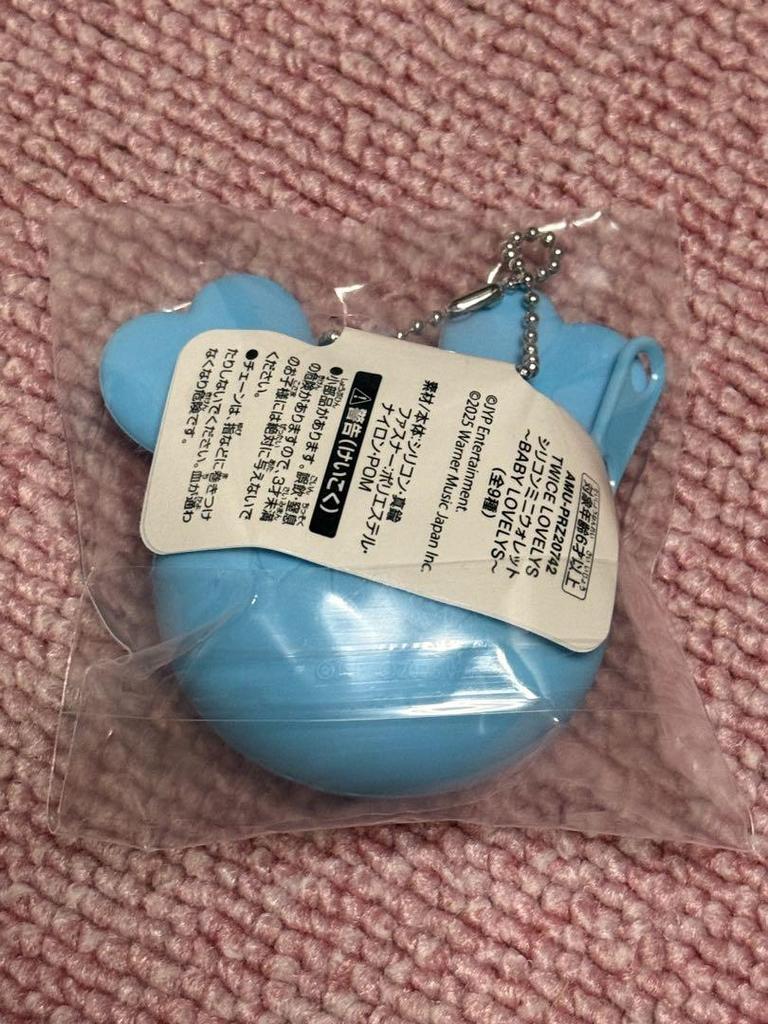 対象年齢6才以上
AMU-PRZ20742
TWICE LOVELYS
シリコンミニウォレット
～BABY LOVELYS～
(全9種)
©JYP Entertainment.
©2025 Warner Music Japan Inc.
素材/本体:シリコン,真鍮
ファスナー:ポリエステル・
ナイロン・POM
⚠警告(けいこく)
●小部品があります。誤飲・窒息
の危険がありますので、3才未満
のお子様には絶対に与えないで
ください。
●チェーンは、指などに巻きつけ
たりしないでください。血が通わ
なくなり危険です。